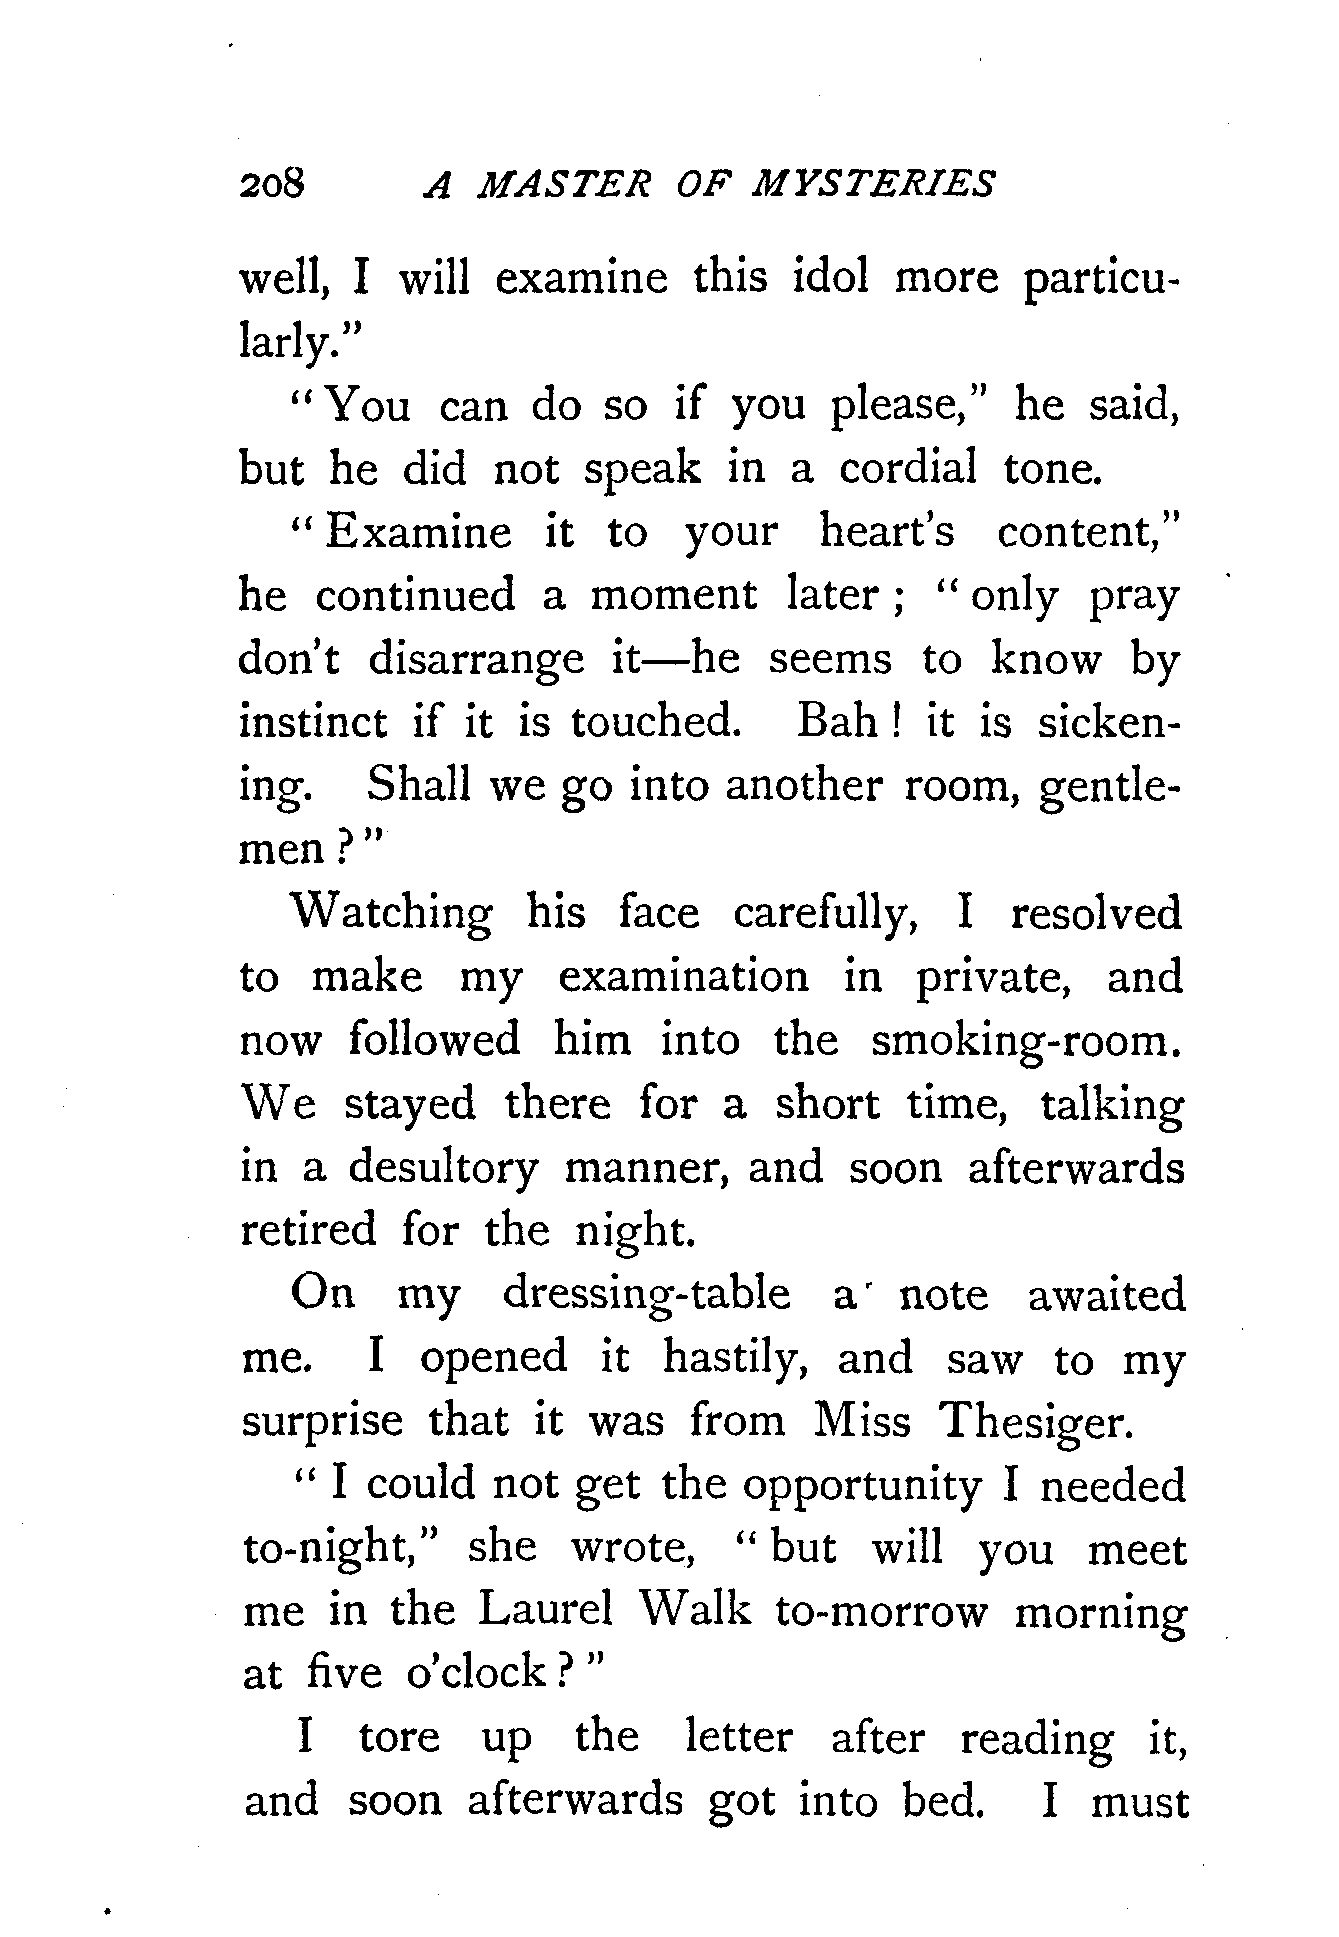 208 A MASTER OF MYSTERIES
well, I will examine this idol more particu-
larly."
"You can do so if you please," he said,
but he did not speak in a cordial tone.
"Examine it to your heart's content,"
he continued a moment later; "only pray
don't disarrange it—he seems to know by
instinct if it is touched. Bah! it is sicken-
ing. Shall we go into another room, gentle-
men?"
Watching his face carefully, I resolved
to make my examination in private, and
now followed him into the smoking-room.
We stayed there for a short time, talking
in a desultory manner, and soon afterwards
retired for the night.
On my dressing-table a note awaited
me. I opened it hastily, and saw to my
surprise that it was from Miss Thesiger.
"I could not get the opportunity I needed
to-night," she wrote, "but will you meet
me in the Laurel Walk to-morrow morning
at five o'clock?"
I tore up the letter after reading it,
and soon afterwards got into bed. I must